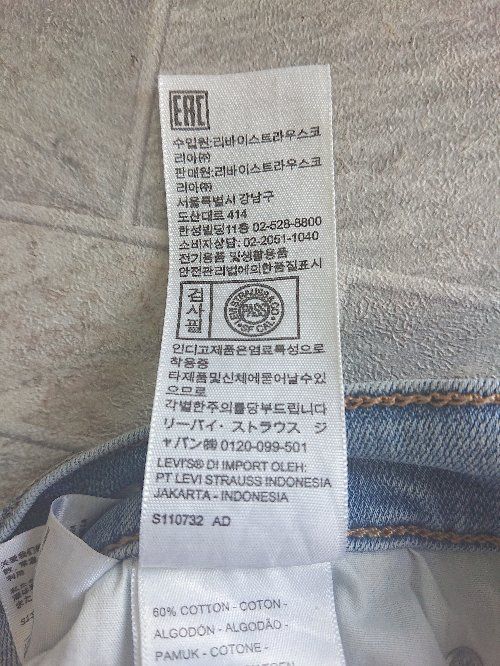 EAC
수입원:리바이스트라우스코
리아㈜
판매원:리바이스트라우스코
리아㈜
서울특별시 강남구
도산대로 414
한성빌딩11층 02-528-8800
소비자상담: 02-2051-1040
전기용품 및생활용품
안전관리법에의한품질표시
검사필
LEVI STRAUSS & CO.
PASS
SF CAL
인디고제품은염료특성으로
착용중
타제품및신체에묻어날수있
으므로
각별한주의를당부드립니다
リーバイ・ストラウス ジ
ャパン㈱ 0120-099-501
LEVI'S® DI IMPORT OLEH:
PT LEVI STRAUSS INDONESIA
JAKARTA - INDONESIA
S110732 AD
60% COTTON - COTON -
ALGODÓN - ALGODÃO -
PAMUK - COTONE -